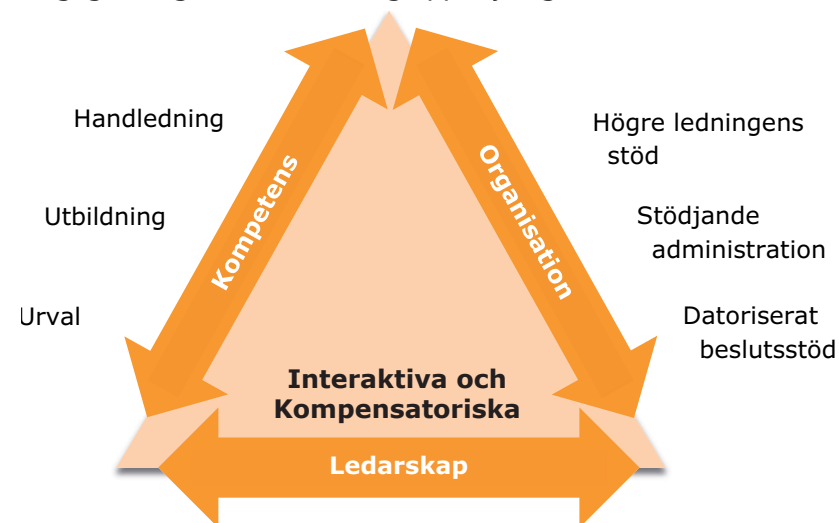 Handledning
Utbildning
Urval
Kompetens
Organisation
Högre ledningens
stöd
Stödjande
administration
Datoriserat
beslutsstöd
Interaktiva och
Kompensatoriska
Ledarskap